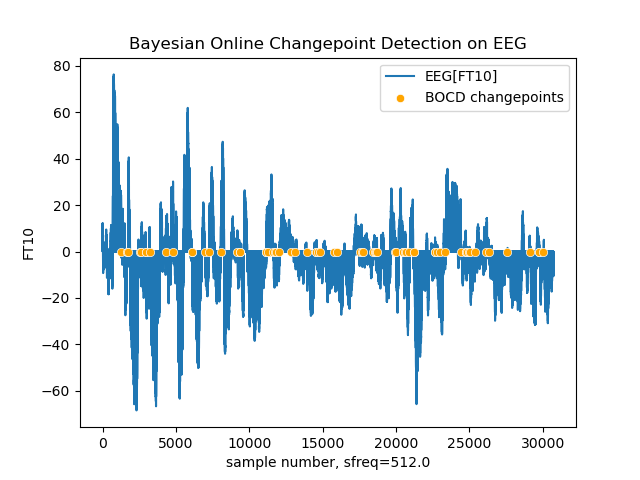 Bayesian Online Changepoint Detection on EEG
EEG[FT10]
BOCD changepoints
80
60
40
20
0
−20
−40
−60
FT10
0 5000 10000 15000 20000 25000 30000
sample number, sfreq=512.0